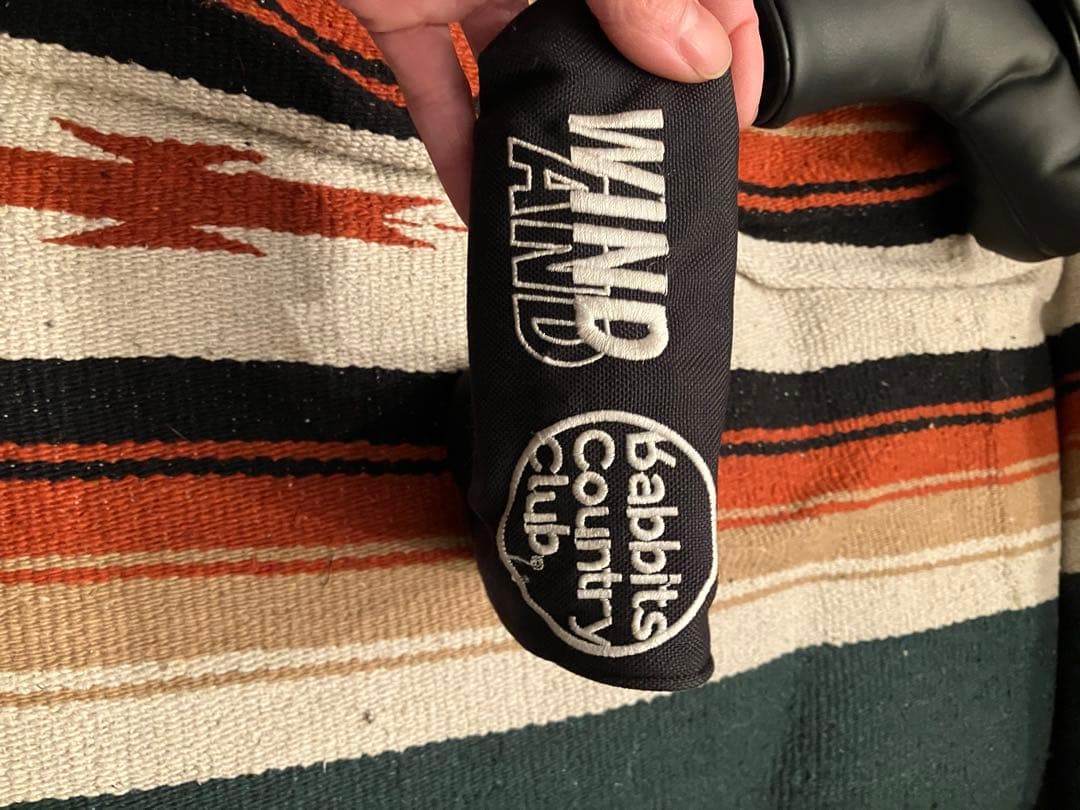 WIND
AND
Babbits
Country
Club®